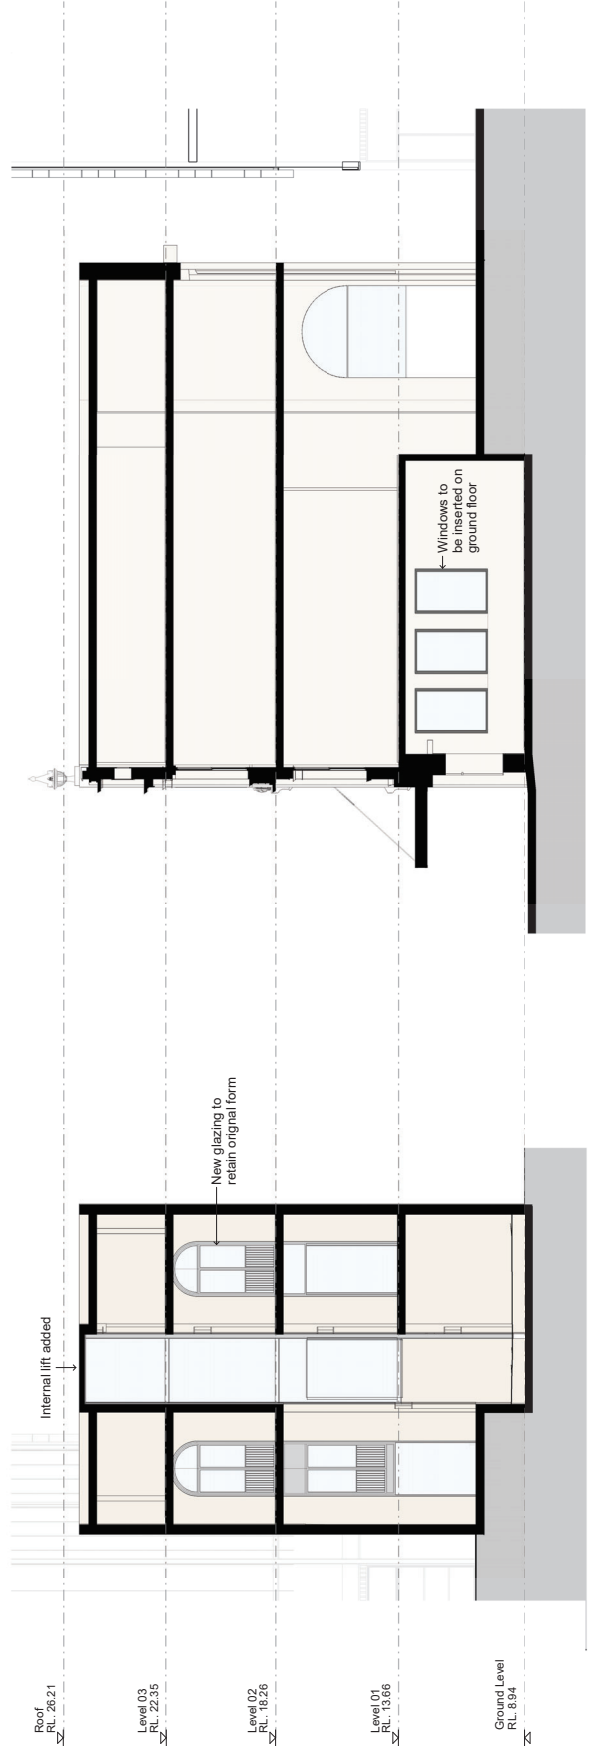 Roof
RL. 26.21
Level 03
RL. 22.35
Level 02
RL. 18.26
Level 01
RL. 13.66
Ground Level
RL. 8.94
Internal lift added
New glazing to
retain orignal form
Windows to
be inserted on
ground floor